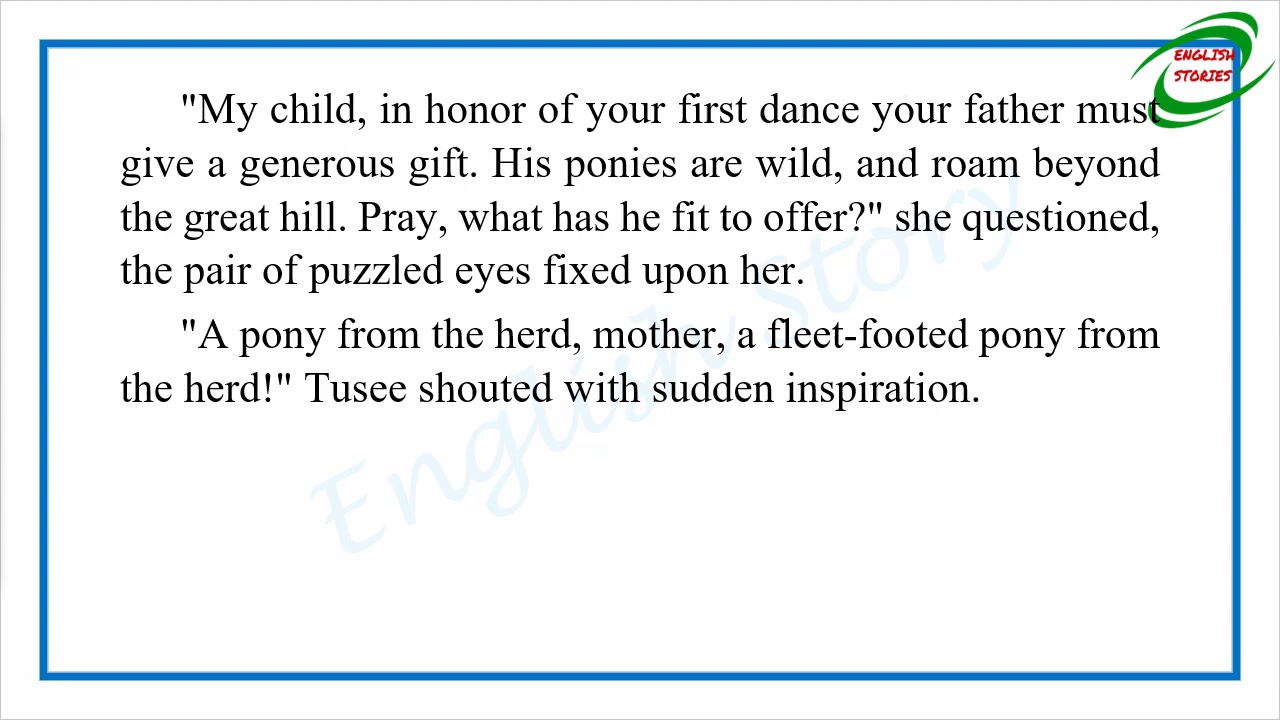 ENGLISH
STORIES
"My child, in honor of your first dance your father must
give a generous gift. His ponies are wild, and roam beyond
the great hill. Pray, what has he fit to offer?" she questioned,
the pair of puzzled eyes fixed upon her.
"A pony from the herd, mother, a fleet-footed pony from
the herd!" Tusee shouted with sudden inspiration.
English Story